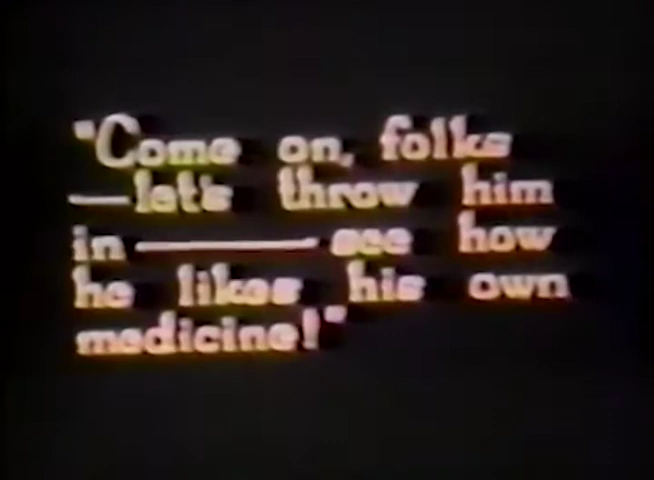 "Come on, folks
—let's throw him
in ——— see how
he likes his own
medicine!"